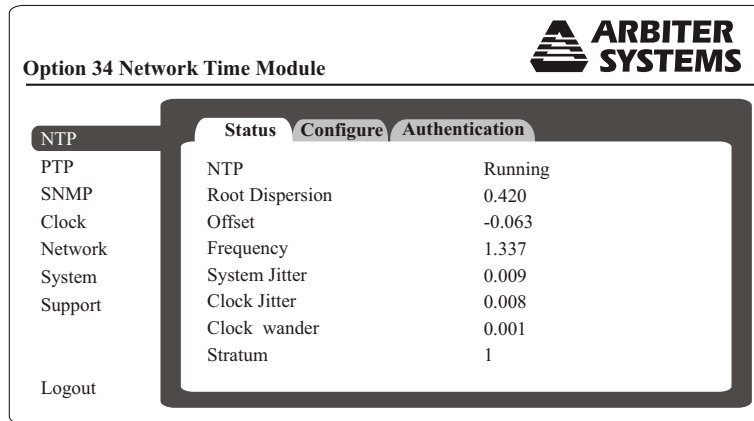 ARBITER
SYSTEMS
Option 34 Network Time Module
NTP
PTP
SNMP
Clock
Network
System
Support
Logout
Status Configure Authentication
NTP Running
Root Dispersion 0.420
Offset -0.063
Frequency 1.337
System Jitter 0.009
Clock Jitter 0.008
Clock wander 0.001
Stratum 1